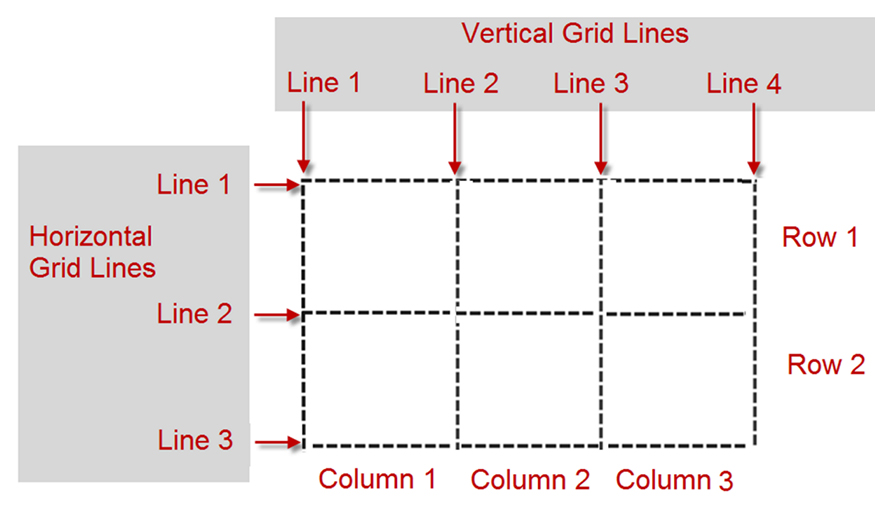 Vertical Grid Lines
Line 1 Line 2 Line 3 Line 4
Line 1
Horizontal
Grid Lines
Row 1
Line 2
Row 2
Line 3
Column 1 Column 2 Column 3